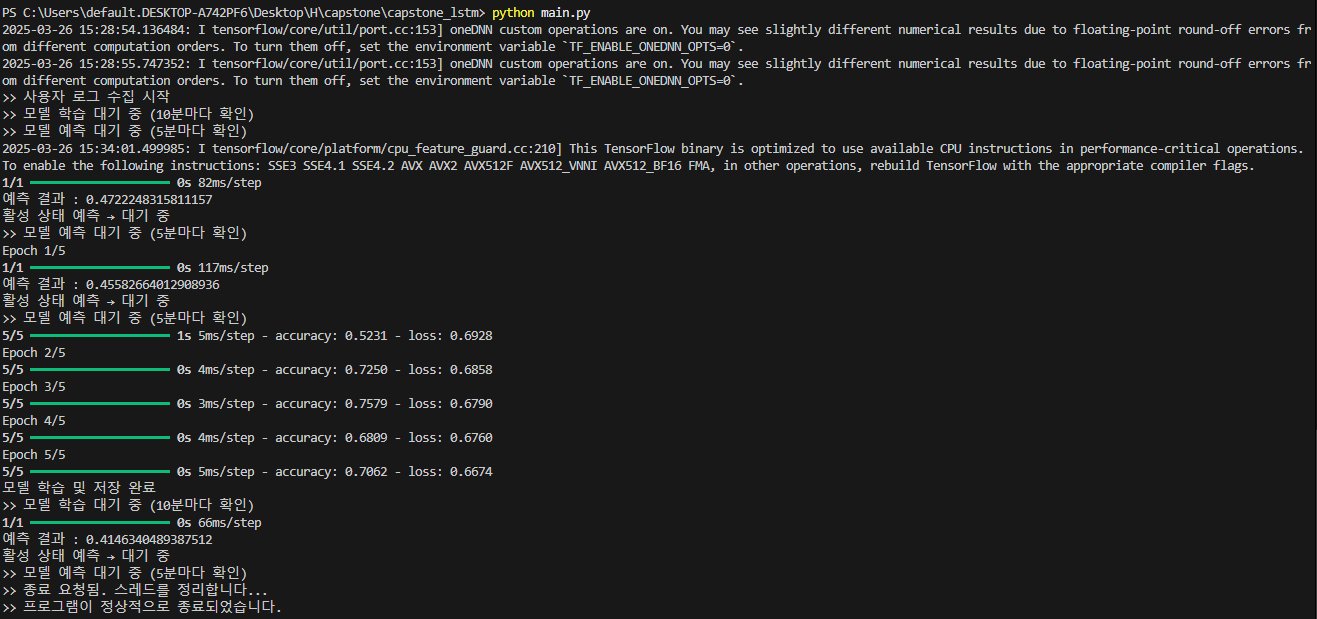 PS C:\Users\default.DESKTOP-A742PF6\Desktop\H\capstone\capstone_lstm> python main.py
2025-03-26 15:28:54.136484: I tensorflow/core/util/port.cc:153] oneDNN custom operations are on. You may see slightly different numerical results due to floating-point round-off errors fr
om different computation orders. To turn them off, set the environment variable `TF_ENABLE_ONEDNN_OPTS=0`.
2025-03-26 15:28:55.747352: I tensorflow/core/util/port.cc:153] oneDNN custom operations are on. You may see slightly different numerical results due to floating-point round-off errors fr
om different computation orders. To turn them off, set the environment variable `TF_ENABLE_ONEDNN_OPTS=0`.
>> 사용자 로그 수집 시작
>> 모델 학습 대기 중 (10분마다 확인)
>> 모델 예측 대기 중 (5분마다 확인)
2025-03-26 15:34:01.499985: I tensorflow/core/platform/cpu_feature_guard.cc:210] This TensorFlow binary is optimized to use available CPU instructions in performance-critical operations.
To enable the following instructions: SSE3 SSE4.1 SSE4.2 AVX AVX2 AVX512F AVX512_VNNI AVX512_BF16 FMA, in other operations, rebuild TensorFlow with the appropriate compiler flags.
1/1 ━━━━━━━━━━━━━━━━━━━━ 0s 82ms/step
예측 결과 : 0.4722248315811157
활성 상태 예측 → 대기 중
>> 모델 예측 대기 중 (5분마다 확인)
Epoch 1/5
1/1 ━━━━━━━━━━━━━━━━━━━━ 0s 117ms/step
예측 결과 : 0.45582664012908936
활성 상태 예측 → 대기 중
>> 모델 예측 대기 중 (5분마다 확인)
5/5 ━━━━━━━━━━━━━━━━━━━━ 1s 5ms/step - accuracy: 0.5231 - loss: 0.6928
Epoch 2/5
5/5 ━━━━━━━━━━━━━━━━━━━━ 0s 4ms/step - accuracy: 0.7250 - loss: 0.6858
Epoch 3/5
5/5 ━━━━━━━━━━━━━━━━━━━━ 0s 3ms/step - accuracy: 0.7579 - loss: 0.6790
Epoch 4/5
5/5 ━━━━━━━━━━━━━━━━━━━━ 0s 4ms/step - accuracy: 0.6809 - loss: 0.6760
Epoch 5/5
5/5 ━━━━━━━━━━━━━━━━━━━━ 0s 5ms/step - accuracy: 0.7062 - loss: 0.6674
모델 학습 및 저장 완료
>> 모델 학습 대기 중 (10분마다 확인)
1/1 ━━━━━━━━━━━━━━━━━━━━ 0s 66ms/step
예측 결과 : 0.4146340489387512
활성 상태 예측 → 대기 중
>> 모델 예측 대기 중 (5분마다 확인)
>> 종료 요청됨. 스레드를 정리합니다...
>> 프로그램이 정상적으로 종료되었습니다.